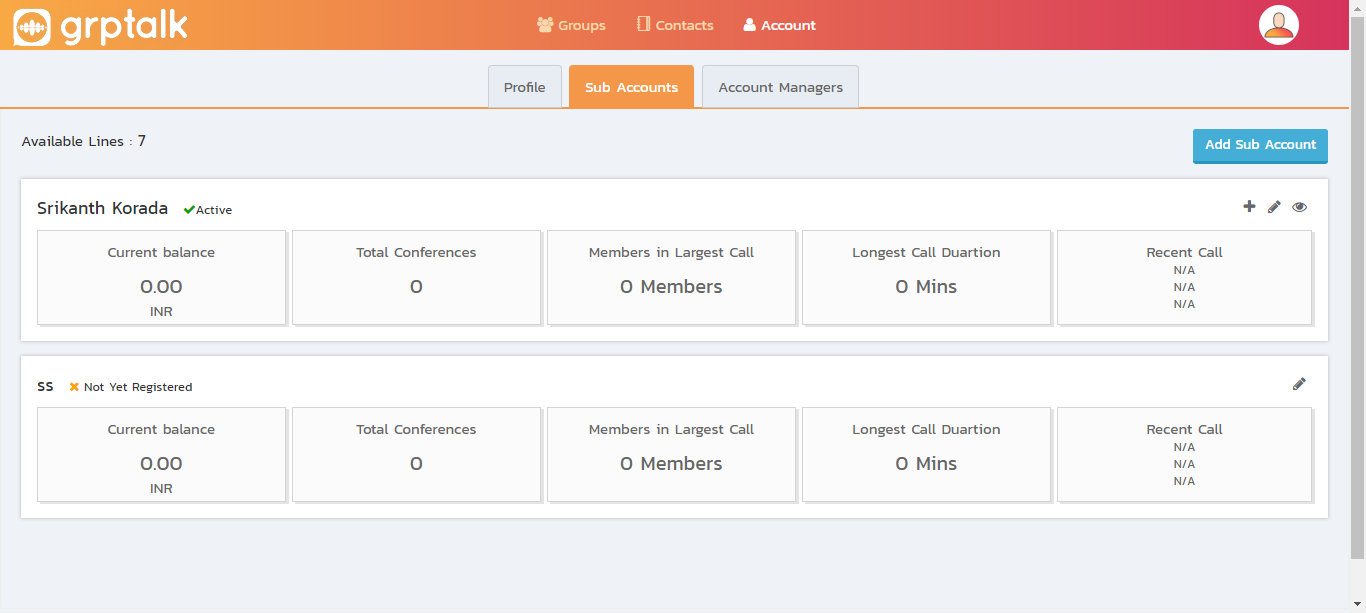 grptalk
Groups Contacts Account
Profile Sub Accounts Account Managers
Available Lines : 7
Add Sub Account
Srikanth Korada Active
Current balance Total Conferences Members in Largest Call Longest Call Duartion Recent Call
0.00 0 0 Members 0 Mins N/A
INR N/A
N/A
SS Not Yet Registered
Current balance Total Conferences Members in Largest Call Longest Call Duartion Recent Call
0.00 0 0 Members 0 Mins N/A
INR N/A
N/A